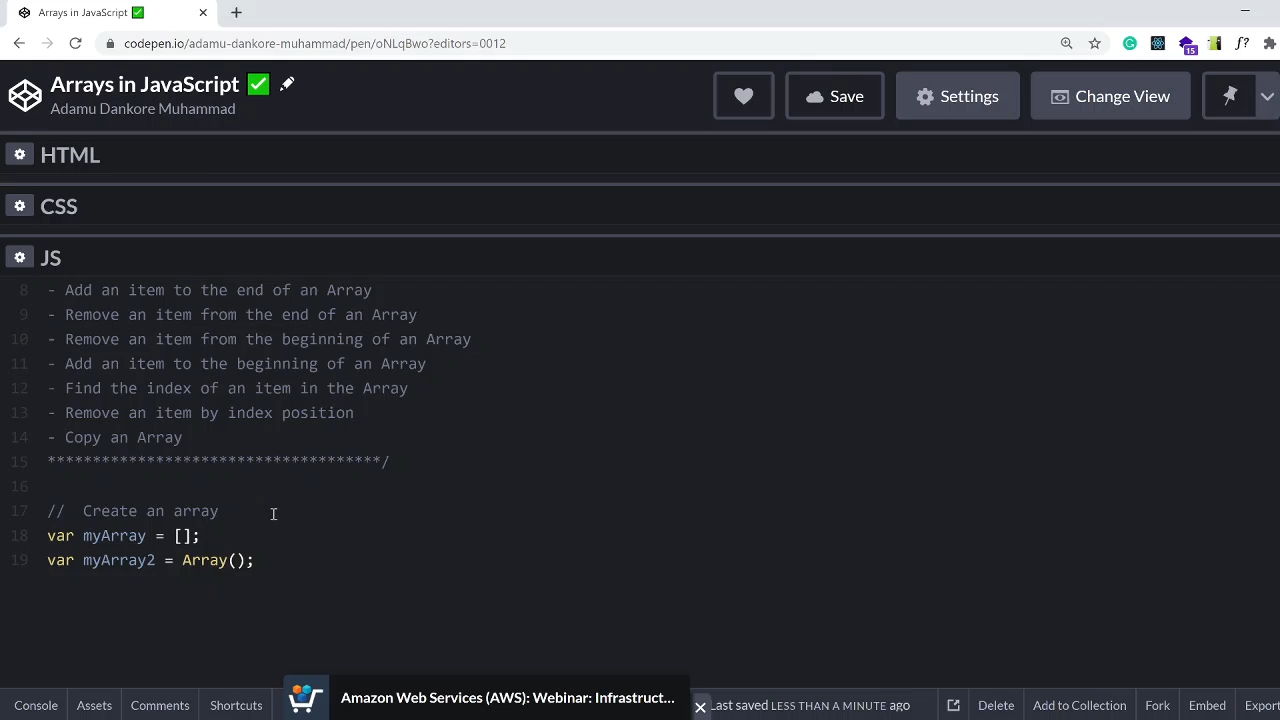 Arrays in JavaScript ✅
codepen.io/adamu-dankore-muhammad/pen/oNLqBwo?editors=0012
15
f?
Arrays in JavaScript ✅
Adamu Dankore Muhammad
Save
Settings
Change View
HTML
CSS
JS
8 - Add an item to the end of an Array
9 - Remove an item from the end of an Array
10 - Remove an item from the beginning of an Array
11 - Add an item to the beginning of an Array
12 - Find the index of an item in the Array
13 - Remove an item by index position
14 - Copy an Array
15 *************************************/
16
17 //  Create an array
18 var myArray = [];
19 var myArray2 = Array();
Console Assets Comments Shortcuts Amazon Web Services (AWS): Webinar: Infrastruct... Last saved LESS THAN A MINUTE ago Delete Add to Collection Fork Embed Export